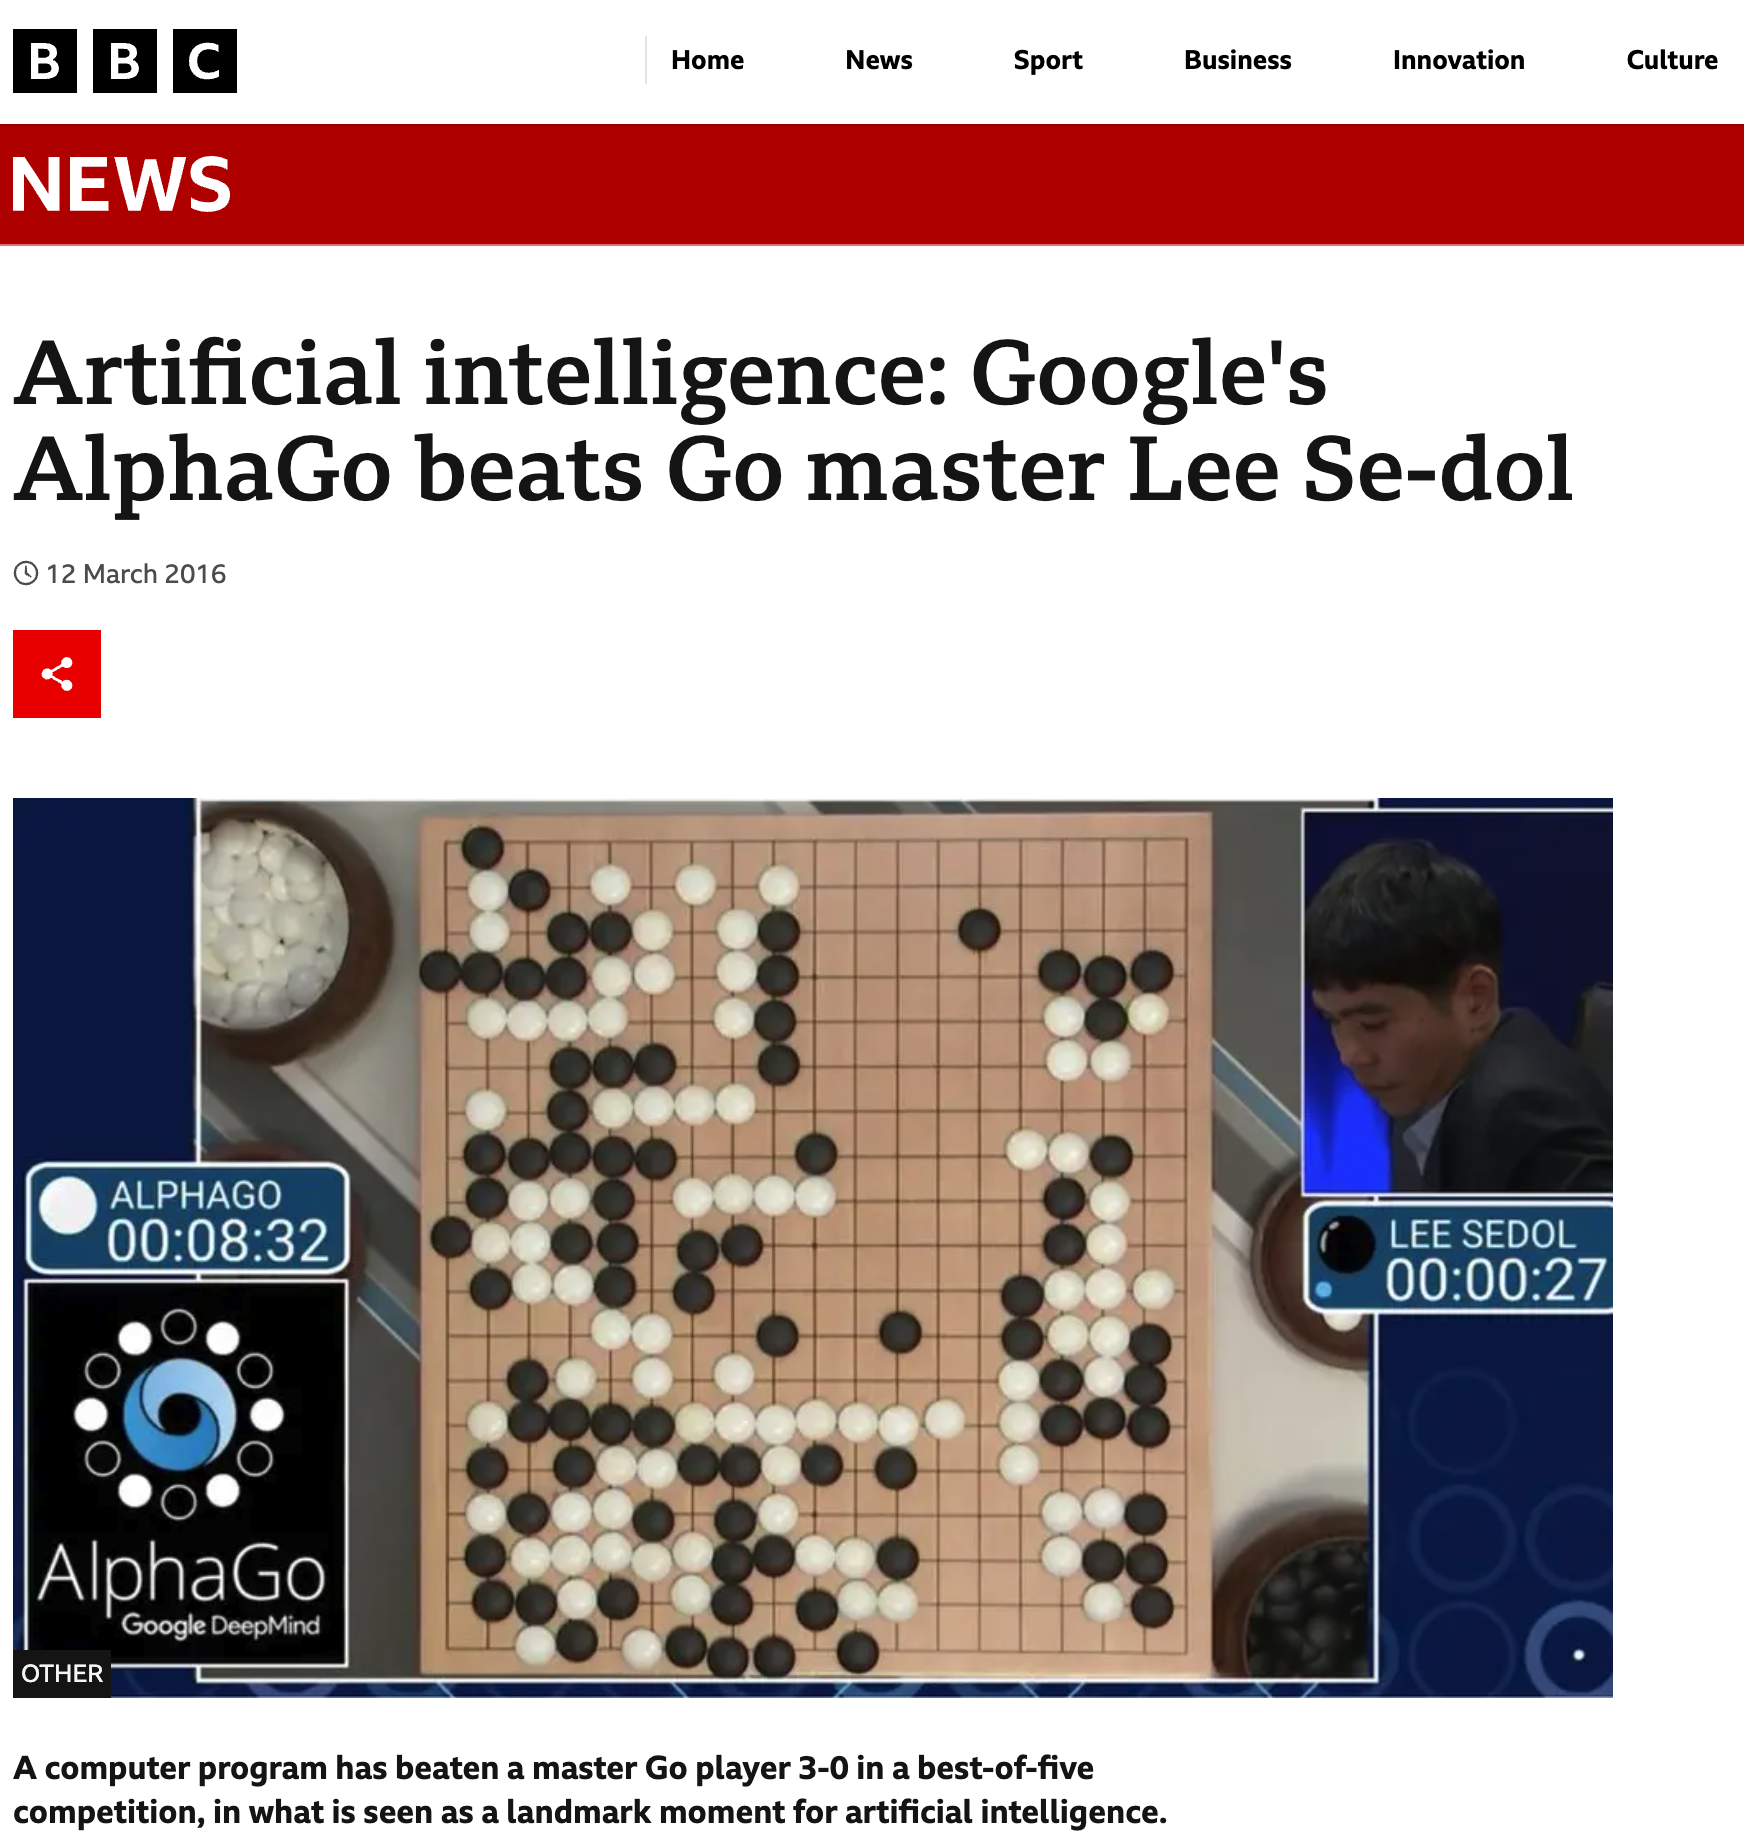 BBC
Home News Sport Business Innovation Culture
NEWS
Artificial intelligence: Google's
AlphaGo beats Go master Lee Se-dol
12 March 2016
ALPHAGO
00:08:32
LEE SEDOL
00:00:27
AlphaGo
Google DeepMind
OTHER
A computer program has beaten a master Go player 3-0 in a best-of-five
competition, in what is seen as a landmark moment for artificial intelligence.